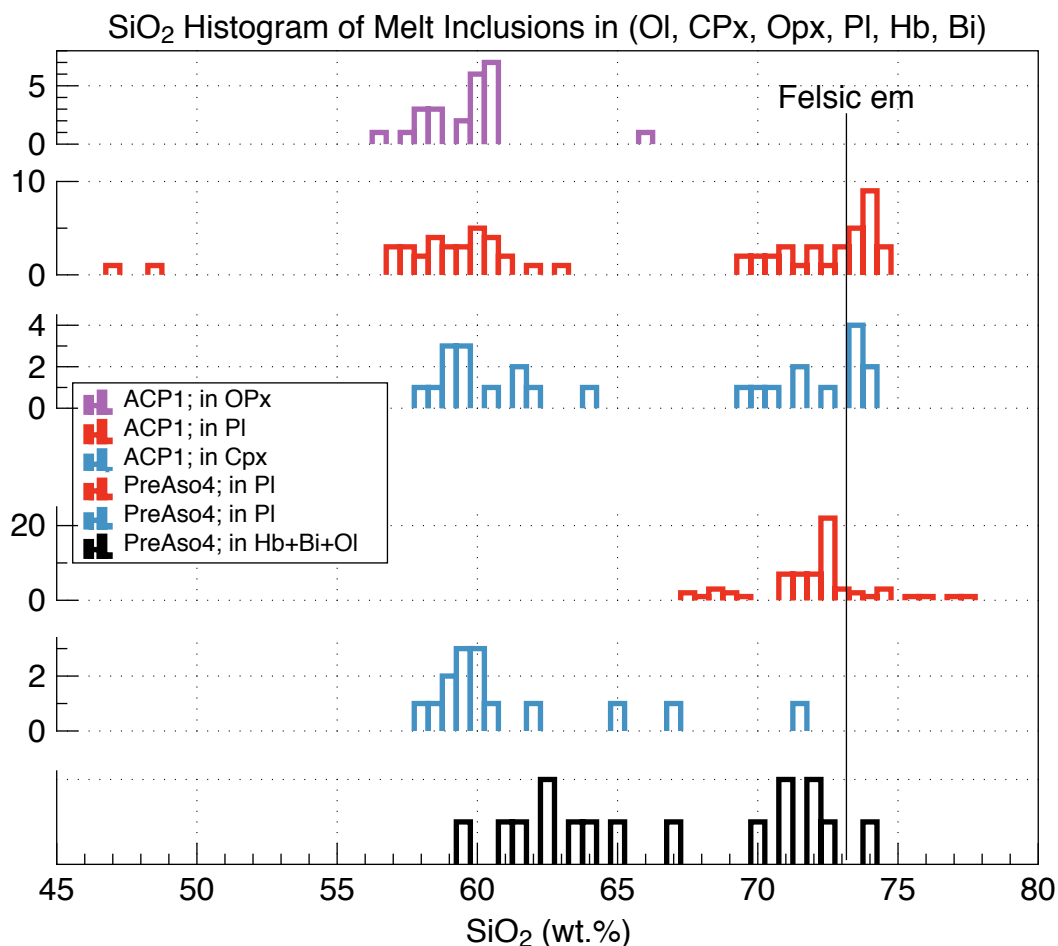 SiO2 Histogram of Melt Inclusions in (Ol, CPx, Opx, Pl, Hb, Bi)
5
0
Felsic em
10
0
4
2
0
ACP1; in OPx
ACP1; in Pl
ACP1; in Cpx
PreAso4; in Pl
PreAso4; in Pl
PreAso4; in Hb+Bi+Ol
20
0
2
0
45 50 55 60 65 70 75 80
SiO2 (wt.%)